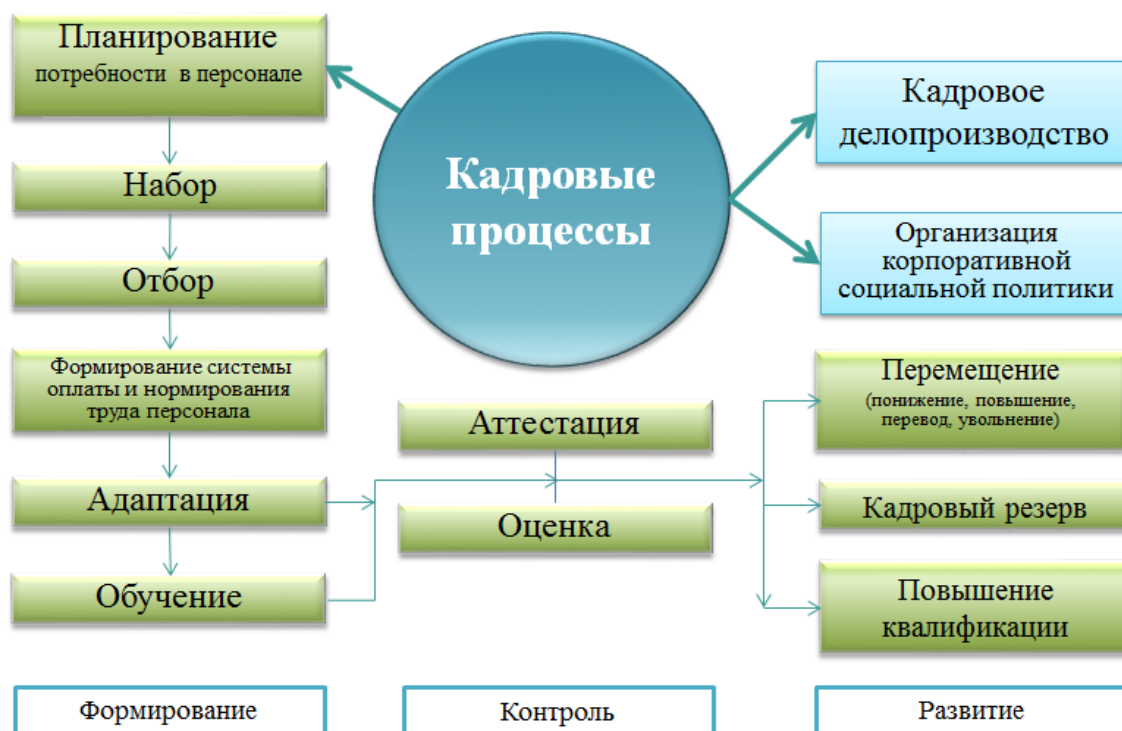 Планирование
потребности в персонале
Набор
Отбор
Формирование системы
оплаты и нормирования
труда персонала
Адаптация
Обучение
Кадровые
процессы
Аттестация
Оценка
Кадровое
делопроизводство
Организация
корпоративной
социальной политики
Перемещение
(понижение, повышение,
перевод, увольнение)
Кадровый резерв
Повышение
квалификации
Формирование
Контроль
Развитие